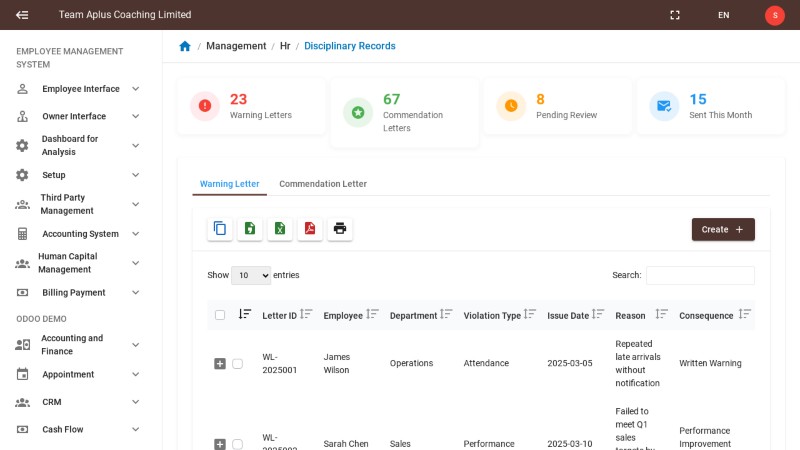 Team Aplus Coaching Limited
EN
S
EMPLOYEE MANAGEMENT
SYSTEM
Employee Interface
Owner Interface
Dashboard for
Analysis
Setup
Third Party
Management
Accounting System
Human Capital
Management
Billing Payment
ODOO DEMO
Accounting and
Finance
Appointment
CRM
Cash Flow
/ Management / Hr / Disciplinary Records
23
Warning Letters
67
Commendation
Letters
8
Pending Review
15
Sent This Month
Warning Letter Commendation Letter
Create +
Show 10 entries
Search:
Letter ID Employee Department Violation Type Issue Date Reason Consequence
WL-
2025001
James
Wilson
Operations
Attendance
2025-03-05
Repeated
late arrivals
without
notification
Written Warning
WL-
Sarah Chen
Sales
Performance
2025-03-10
Failed to
meet Q1
sales
Performance
Improvement